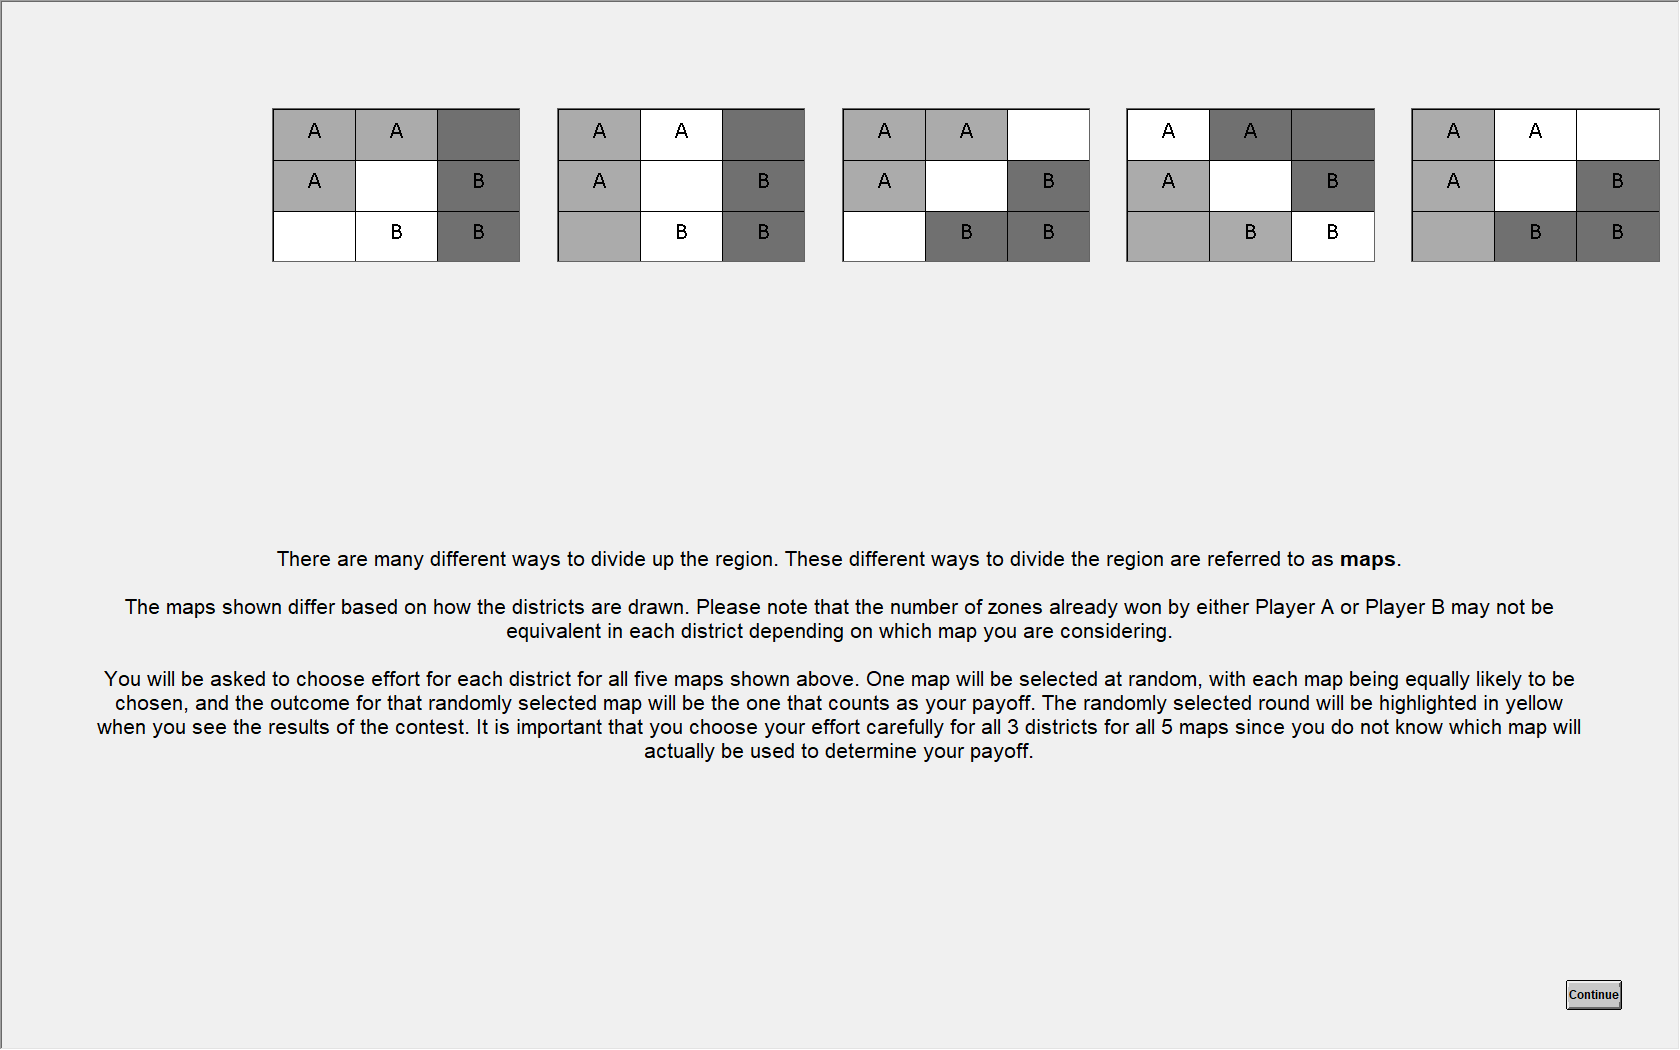 A A A A A A A A
A B A B A B A B A B
B B B B B B B B B B
There are many different ways to divide up the region. These different ways to divide the region are referred to as maps.
The maps shown differ based on how the districts are drawn. Please note that the number of zones already won by either Player A or Player B may not be
equivalent in each district depending on which map you are considering.
You will be asked to choose effort for each district for all five maps shown above. One map will be selected at random, with each map being equally likely to be
chosen, and the outcome for that randomly selected map will be the one that counts as your payoff. The randomly selected round will be highlighted in yellow
when you see the results of the contest. It is important that you choose your effort carefully for all 3 districts for all 5 maps since you do not know which map will
actually be used to determine your payoff.
Continue